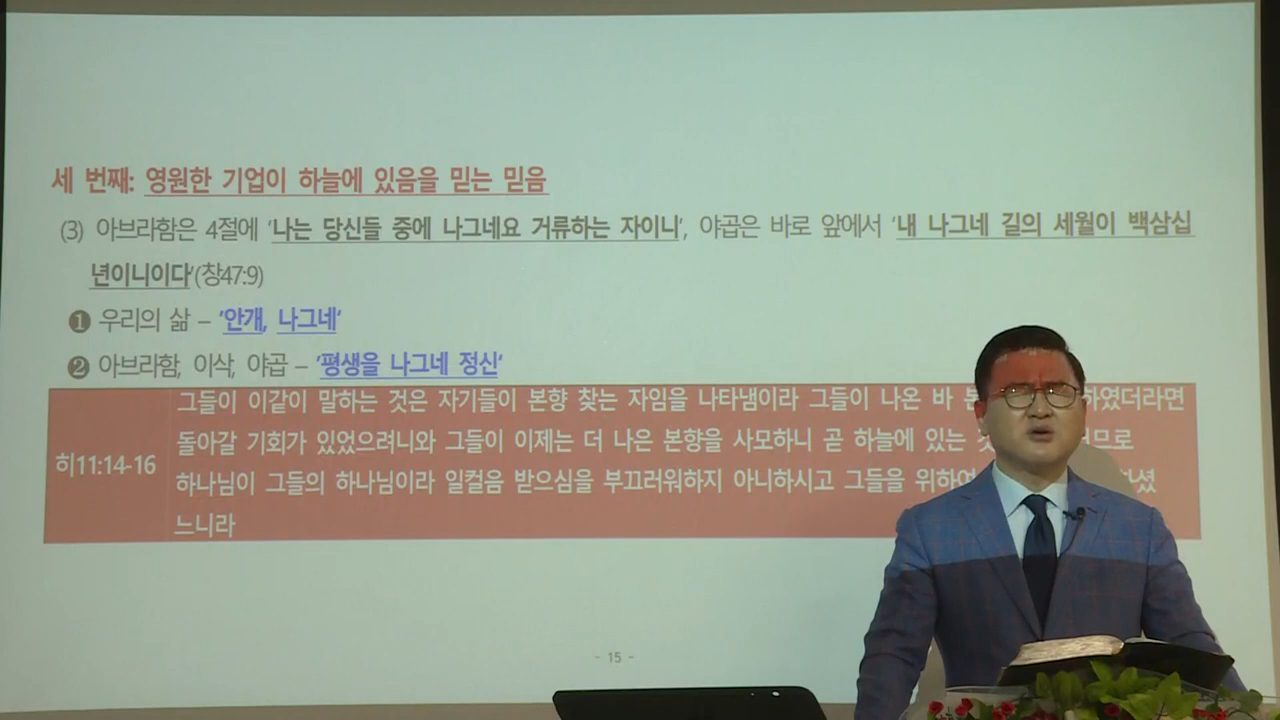 세 번째: 영원한 기업이 하늘에 있음을 믿는 믿음
(3) 아브라함은 4절에 '나는 당신들 중에 나그네요 거류하는 자이니', 야곱은 바로 앞에서 '내 나그네 길의 세월이 백삼십
년이니이다'(창47:9)
❶ 우리의 삶 – '안개, 나그네'
❷ 아브라함, 이삭, 야곱 – '평생을 나그네 정신'
히11:14-16
그들이 이같이 말하는 것은 자기들이 본향 찾는 자임을 나타냄이라 그들이 나온 바 하였더라면
돌아갈 기회가 있었으려니와 그들이 이제는 더 나은 본향을 사모하니 곧 하늘에 있는
하나님이 그들의 하나님이라 일컬음 받으심을 부끄러워하지 아니하시고 그들을 위하여
느니라
- 15 -